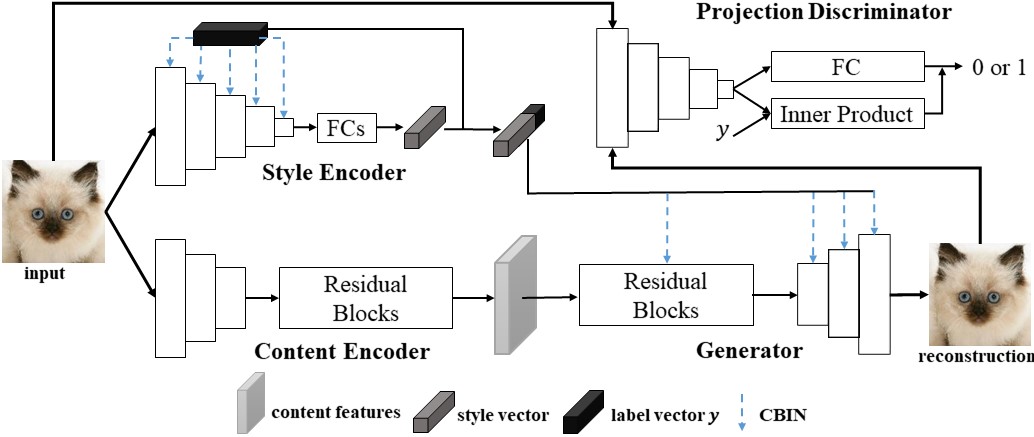 Projection Discriminator
FC
0 or 1
Inner Product
y
FCs
Style Encoder
input
Residual
Blocks
Content Encoder
Residual
Blocks
Generator
reconstruction
content features
style vector
label vector y
CBIN